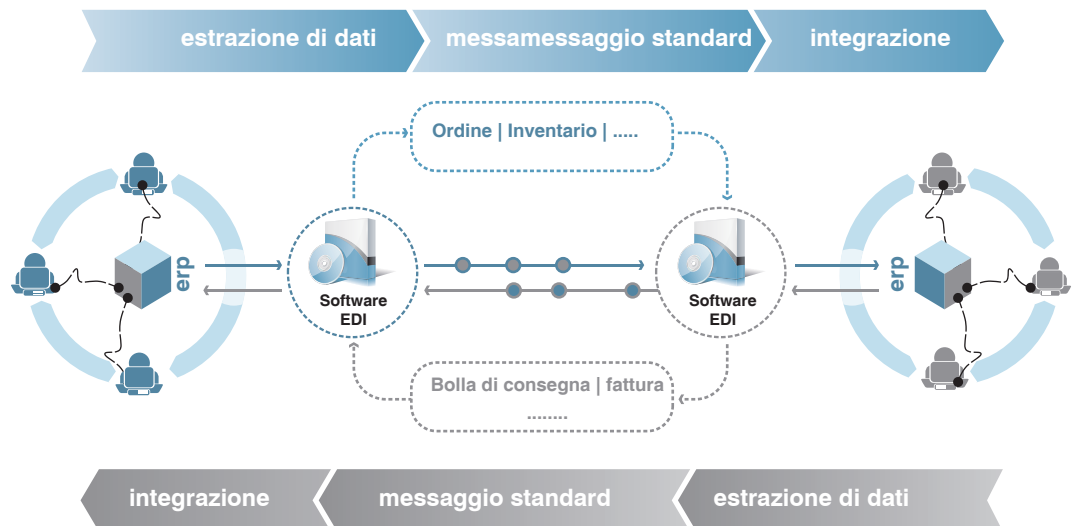 estrazione di dati
messamessaggio standard
integrazione
Ordine | Inventario | .....
erp
Software
EDI
Software
EDI
erp
Bolla di consegna | fattura
........
integrazione
messaggio standard
estrazione di dati